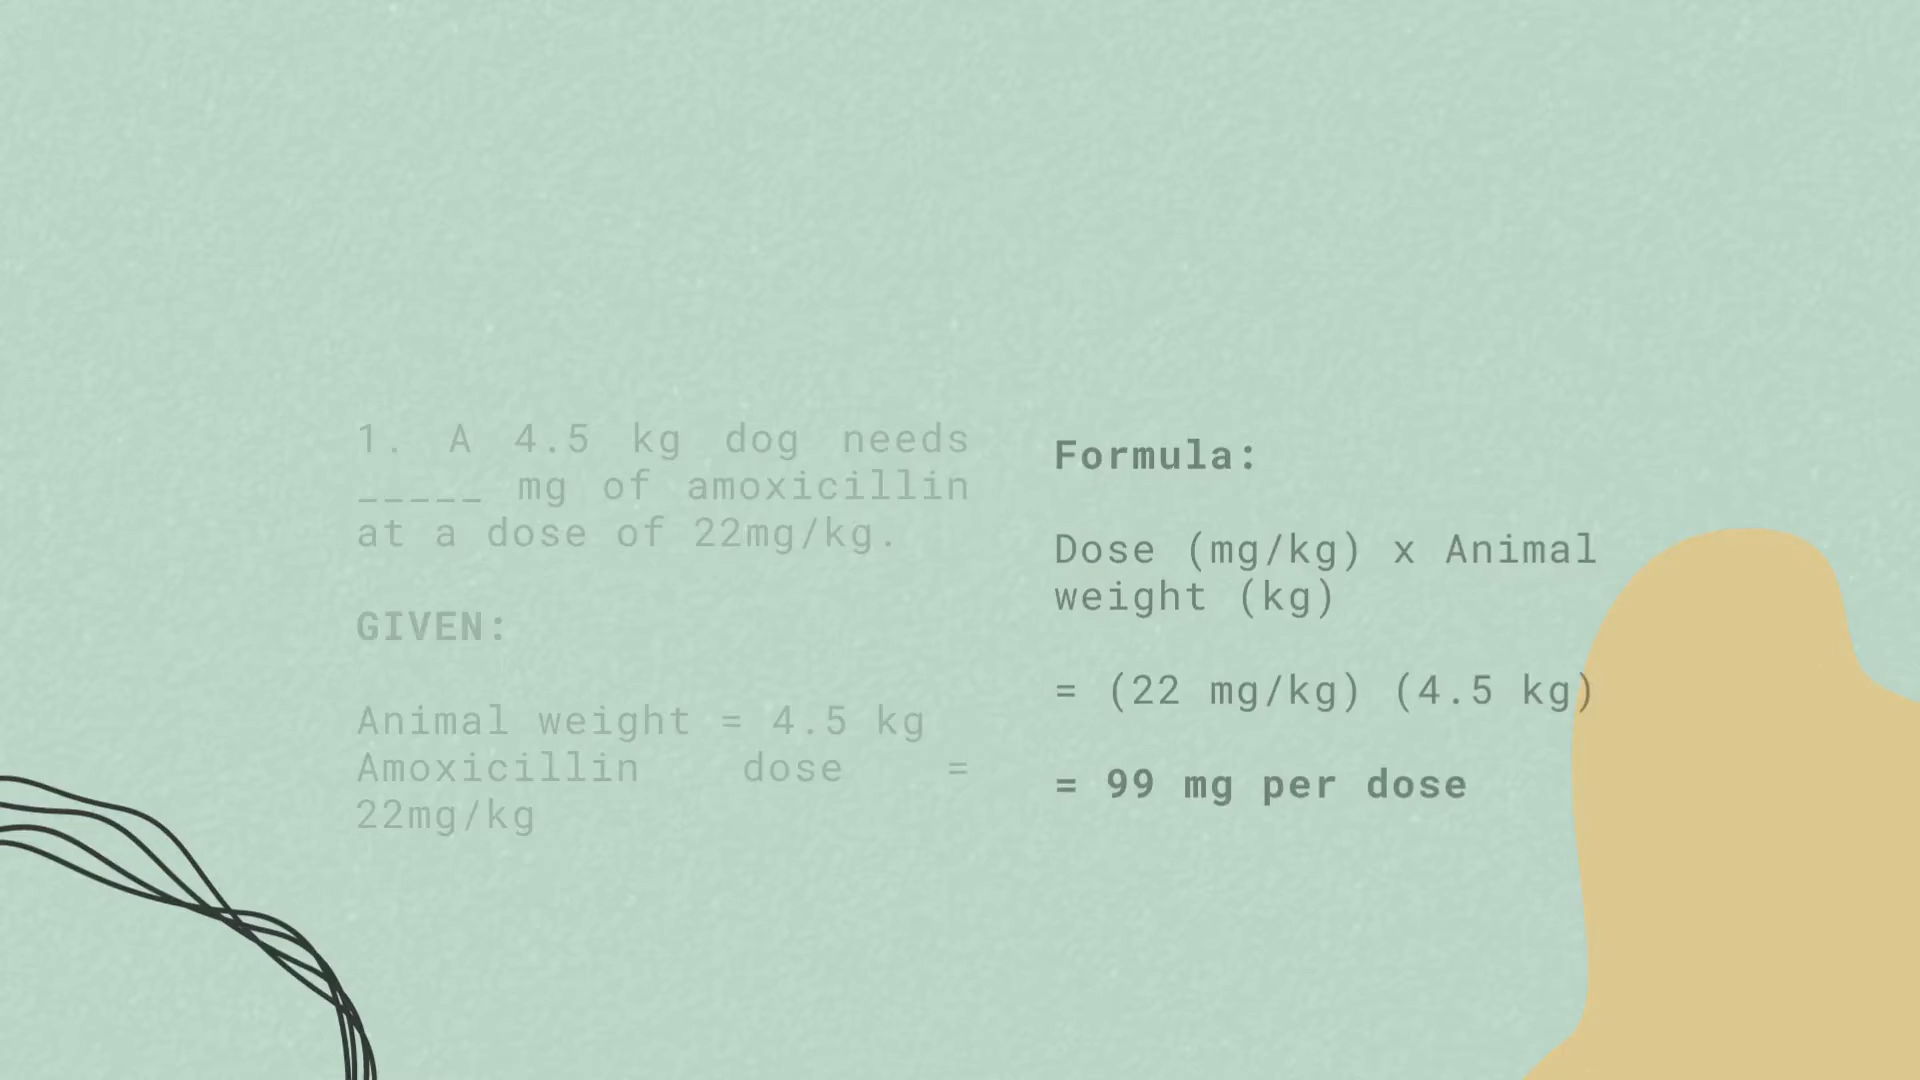 1. A 4.5 kg dog needs
_____ mg of amoxicillin
at a dose of 22mg/kg.
GIVEN:
Animal weight = 4.5 kg
Amoxicillin dose =
22mg/kg
Formula:
Dose (mg/kg) x Animal
weight (kg)
= (22 mg/kg) (4.5 kg)
= 99 mg per dose